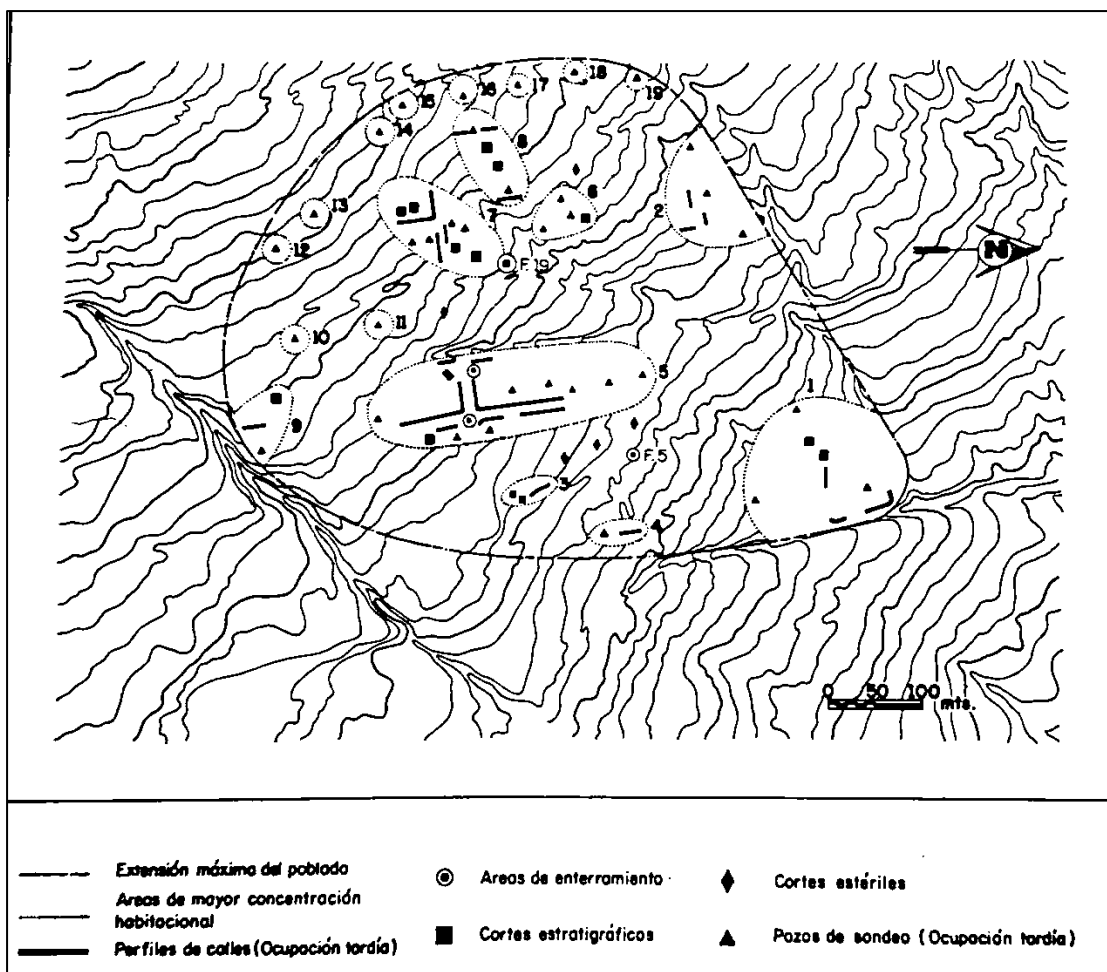 18
17
16
15
19
14
8
6
13
7
2
12
N
F. 19
11
10
5
1
9
F. 5
3
4
0 50 100
mts.
Extensión máxima del poblado
Areas de mayor concentración
habitacional
Perfiles de calles (Ocupación tardía)
Areas de enterramiento
Cortes estratigráficos
Cortes estériles
Pozos de sondeo (Ocupación tardía)